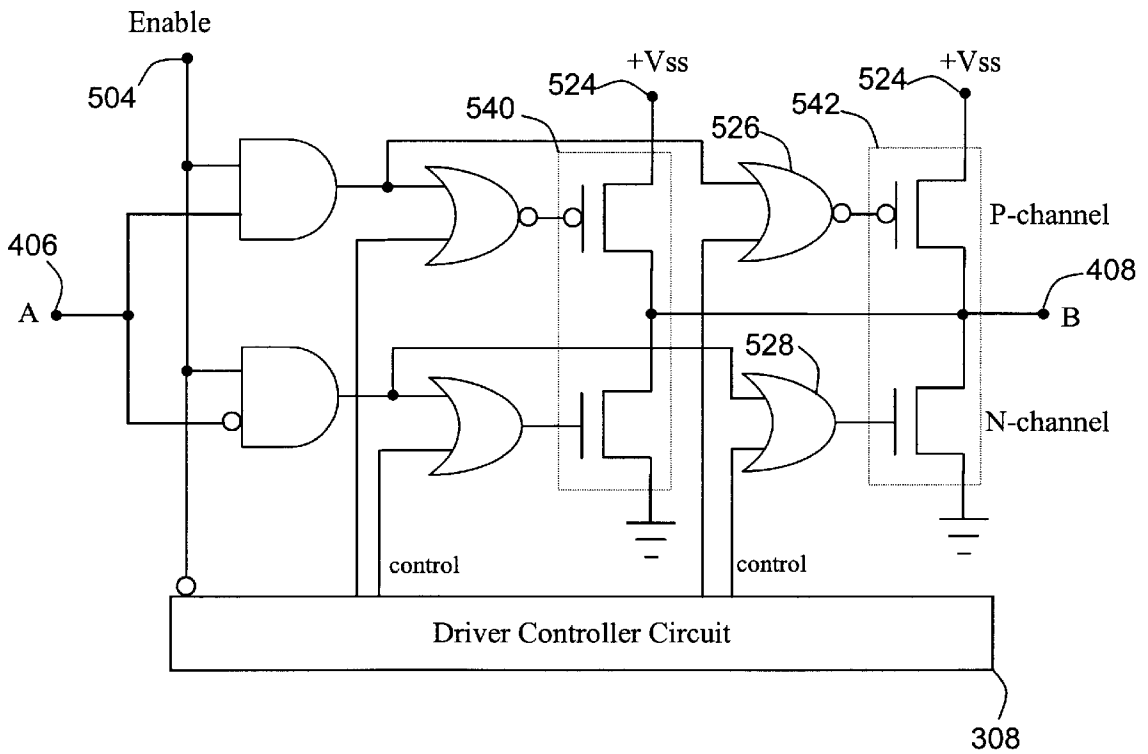 Enable
504
+Vss
524
540
+Vss
524
542
526
P-channel
406
408
A
B
528
N-channel
control
control
Driver Controller Circuit
308